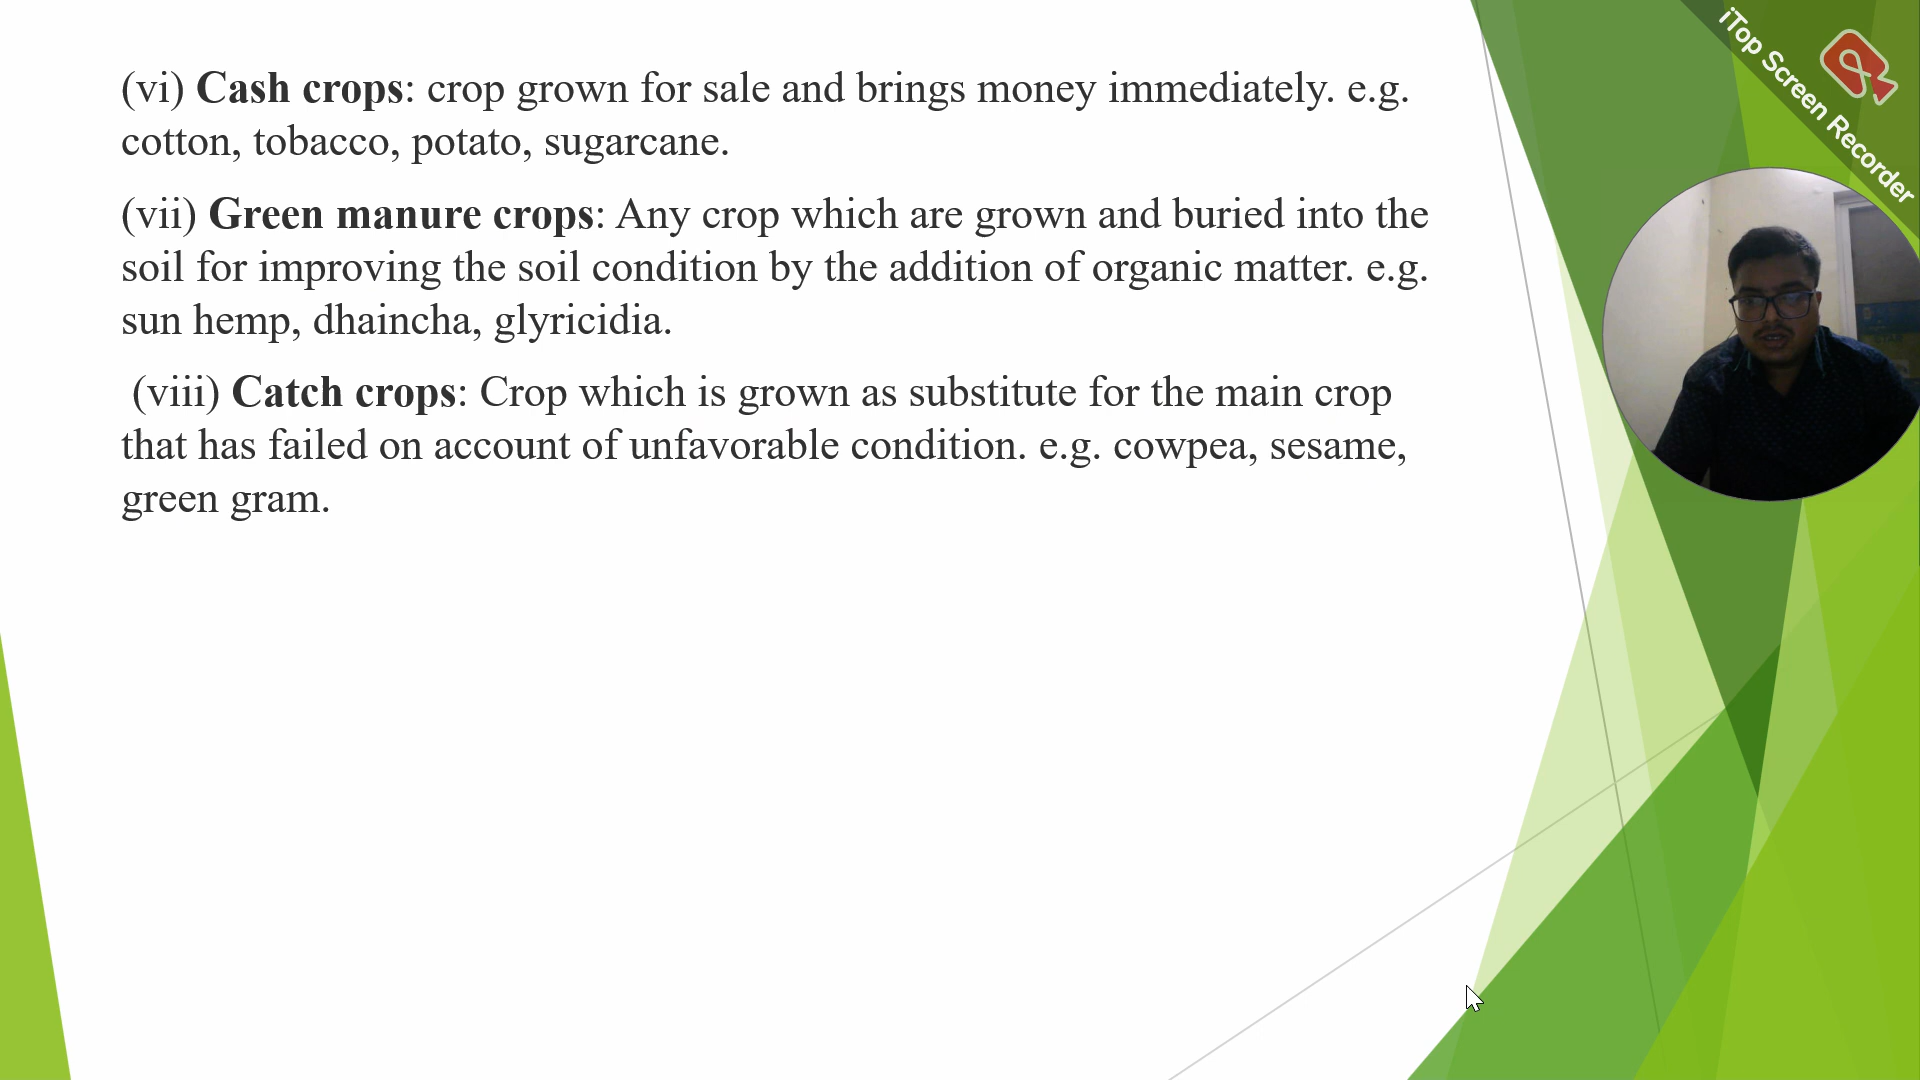 (vi) Cash crops: crop grown for sale and brings money immediately. e.g.
cotton, tobacco, potato, sugarcane.
(vii) Green manure crops: Any crop which are grown and buried into the
soil for improving the soil condition by the addition of organic matter. e.g.
sun hemp, dhaincha, glyricidia.
(viii) Catch crops: Crop which is grown as substitute for the main crop
that has failed on account of unfavorable condition. e.g. cowpea, sesame,
green gram.
iTop Screen Recorder